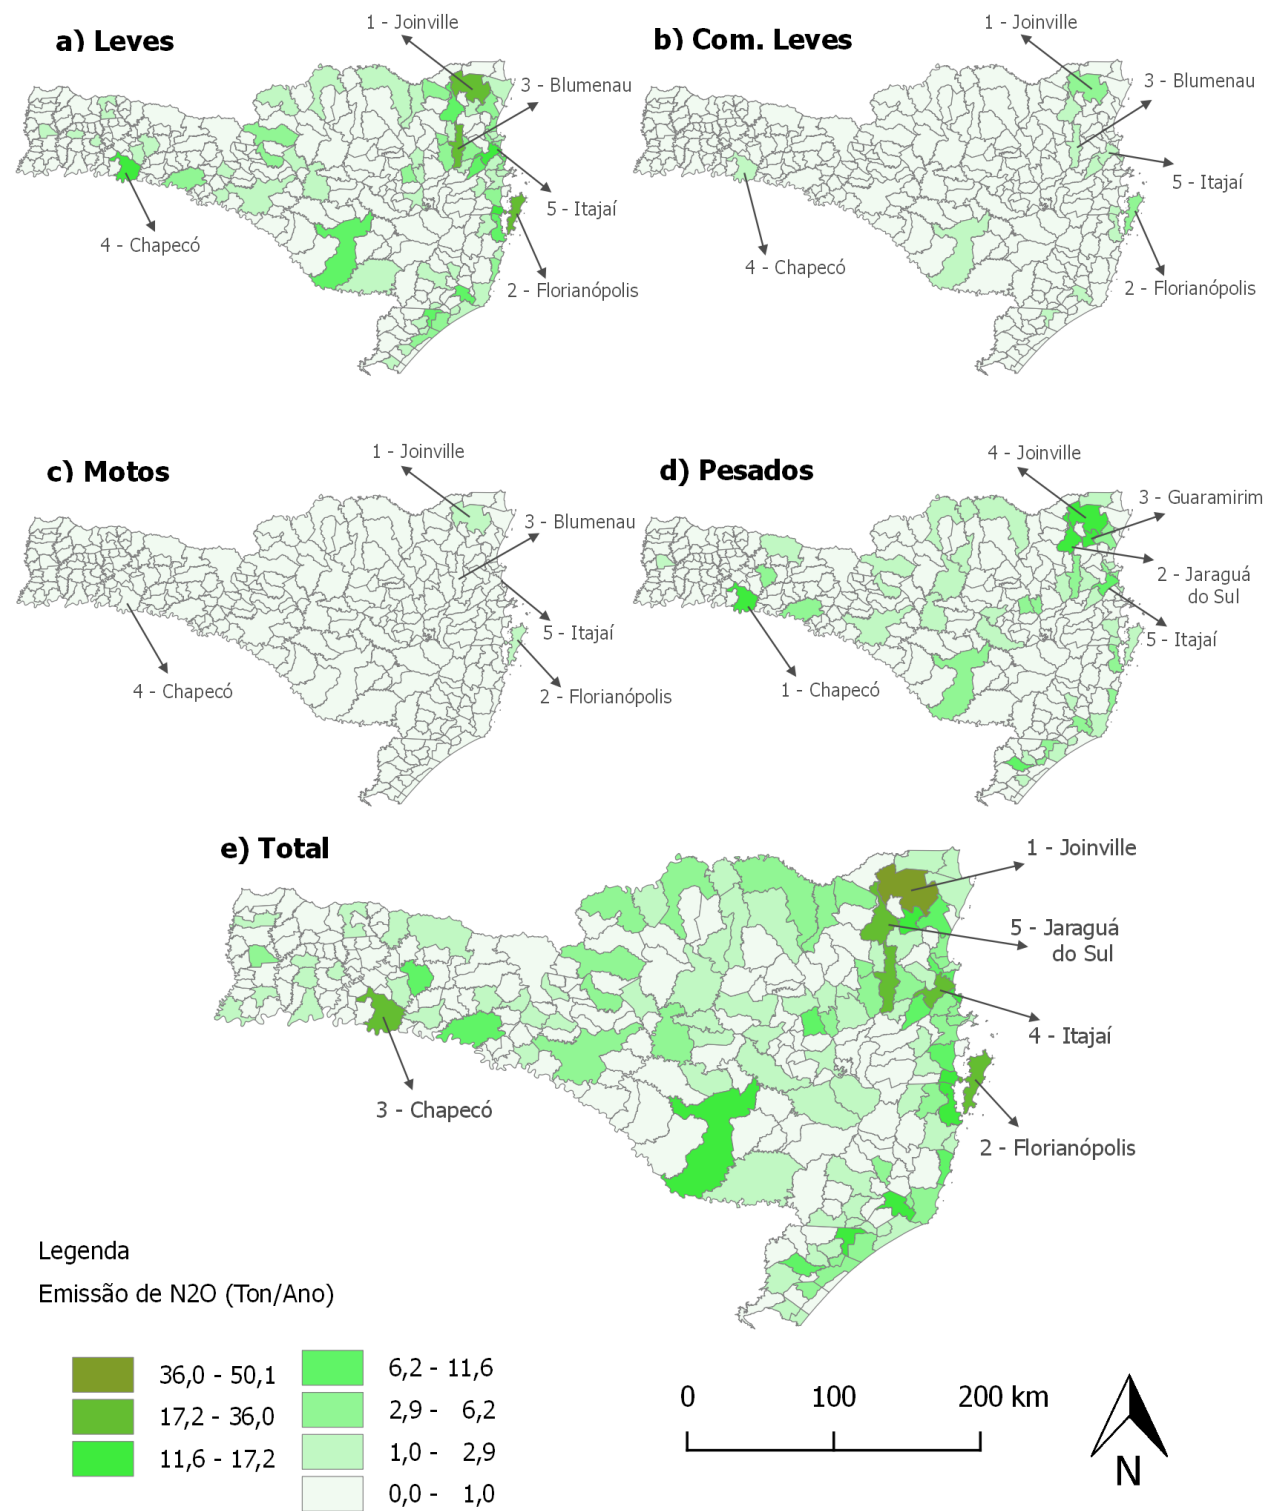 a) Leves
1 - Joinville
3 - Blumenau
5 - Itajaí
4 - Chapecó
2 - Florianópolis
b) Com. Leves
1 - Joinville
3 - Blumenau
5 - Itajaí
4 - Chapecó
2 - Florianópolis
c) Motos
1 - Joinville
3 - Blumenau
5 - Itajaí
4 - Chapecó
2 - Florianópolis
d) Pesados
4 - Joinville
3 - Guaramirim
2 - Jaraguá
do Sul
5 - Itajaí
1 - Chapecó
e) Total
1 - Joinville
5 - Jaraguá
do Sul
4 - Itajaí
3 - Chapecó
2 - Florianópolis
Legenda
Emissão de N2O (Ton/Ano)
36,0 - 50,1
17,2 - 36,0
11,6 - 17,2
6,2 - 11,6
2,9 - 6,2
1,0 - 2,9
0,0 - 1,0
0 100 200 km
N